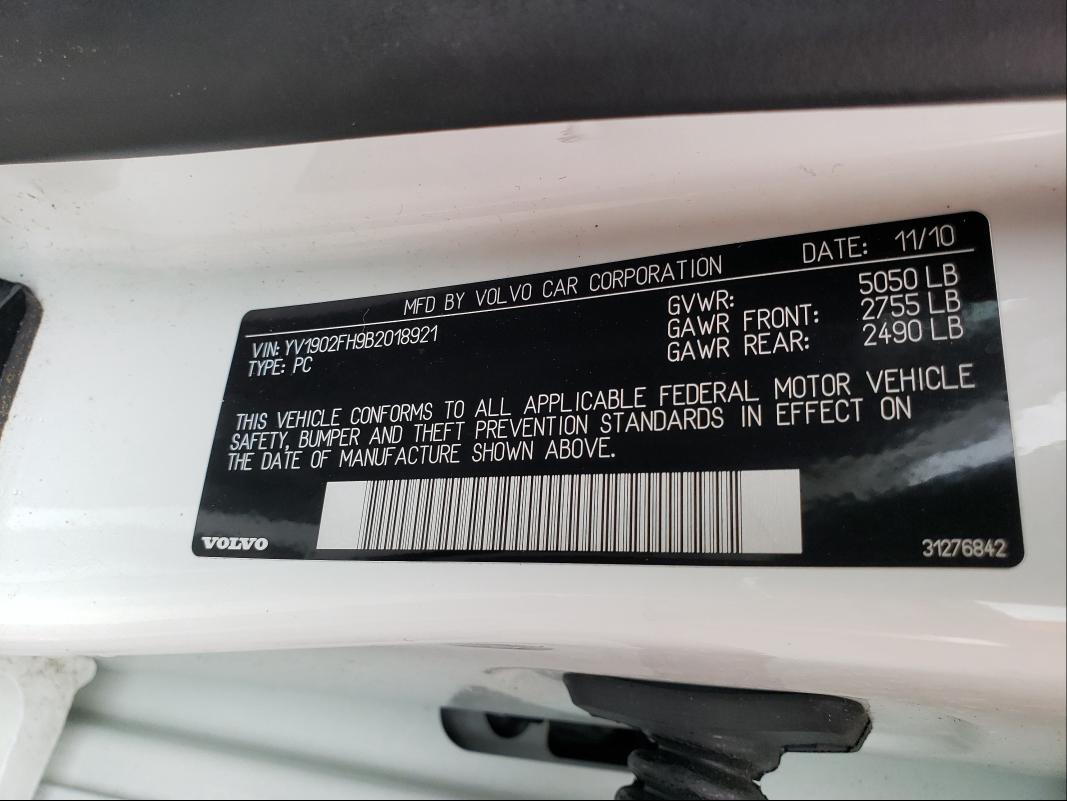 MFD BY VOLVO CAR CORPORATION DATE: 11/10
VIN: YV1902FH9B2018921
TYPE: PC
GVWR: 5050 LB
GAWR FRONT: 2755 LB
GAWR REAR: 2490 LB
THIS VEHICLE CONFORMS TO ALL APPLICABLE FEDERAL MOTOR VEHICLE
SAFETY, BUMPER AND THEFT PREVENTION STANDARDS IN EFFECT ON
THE DATE OF MANUFACTURE SHOWN ABOVE.
VOLVO 31276842